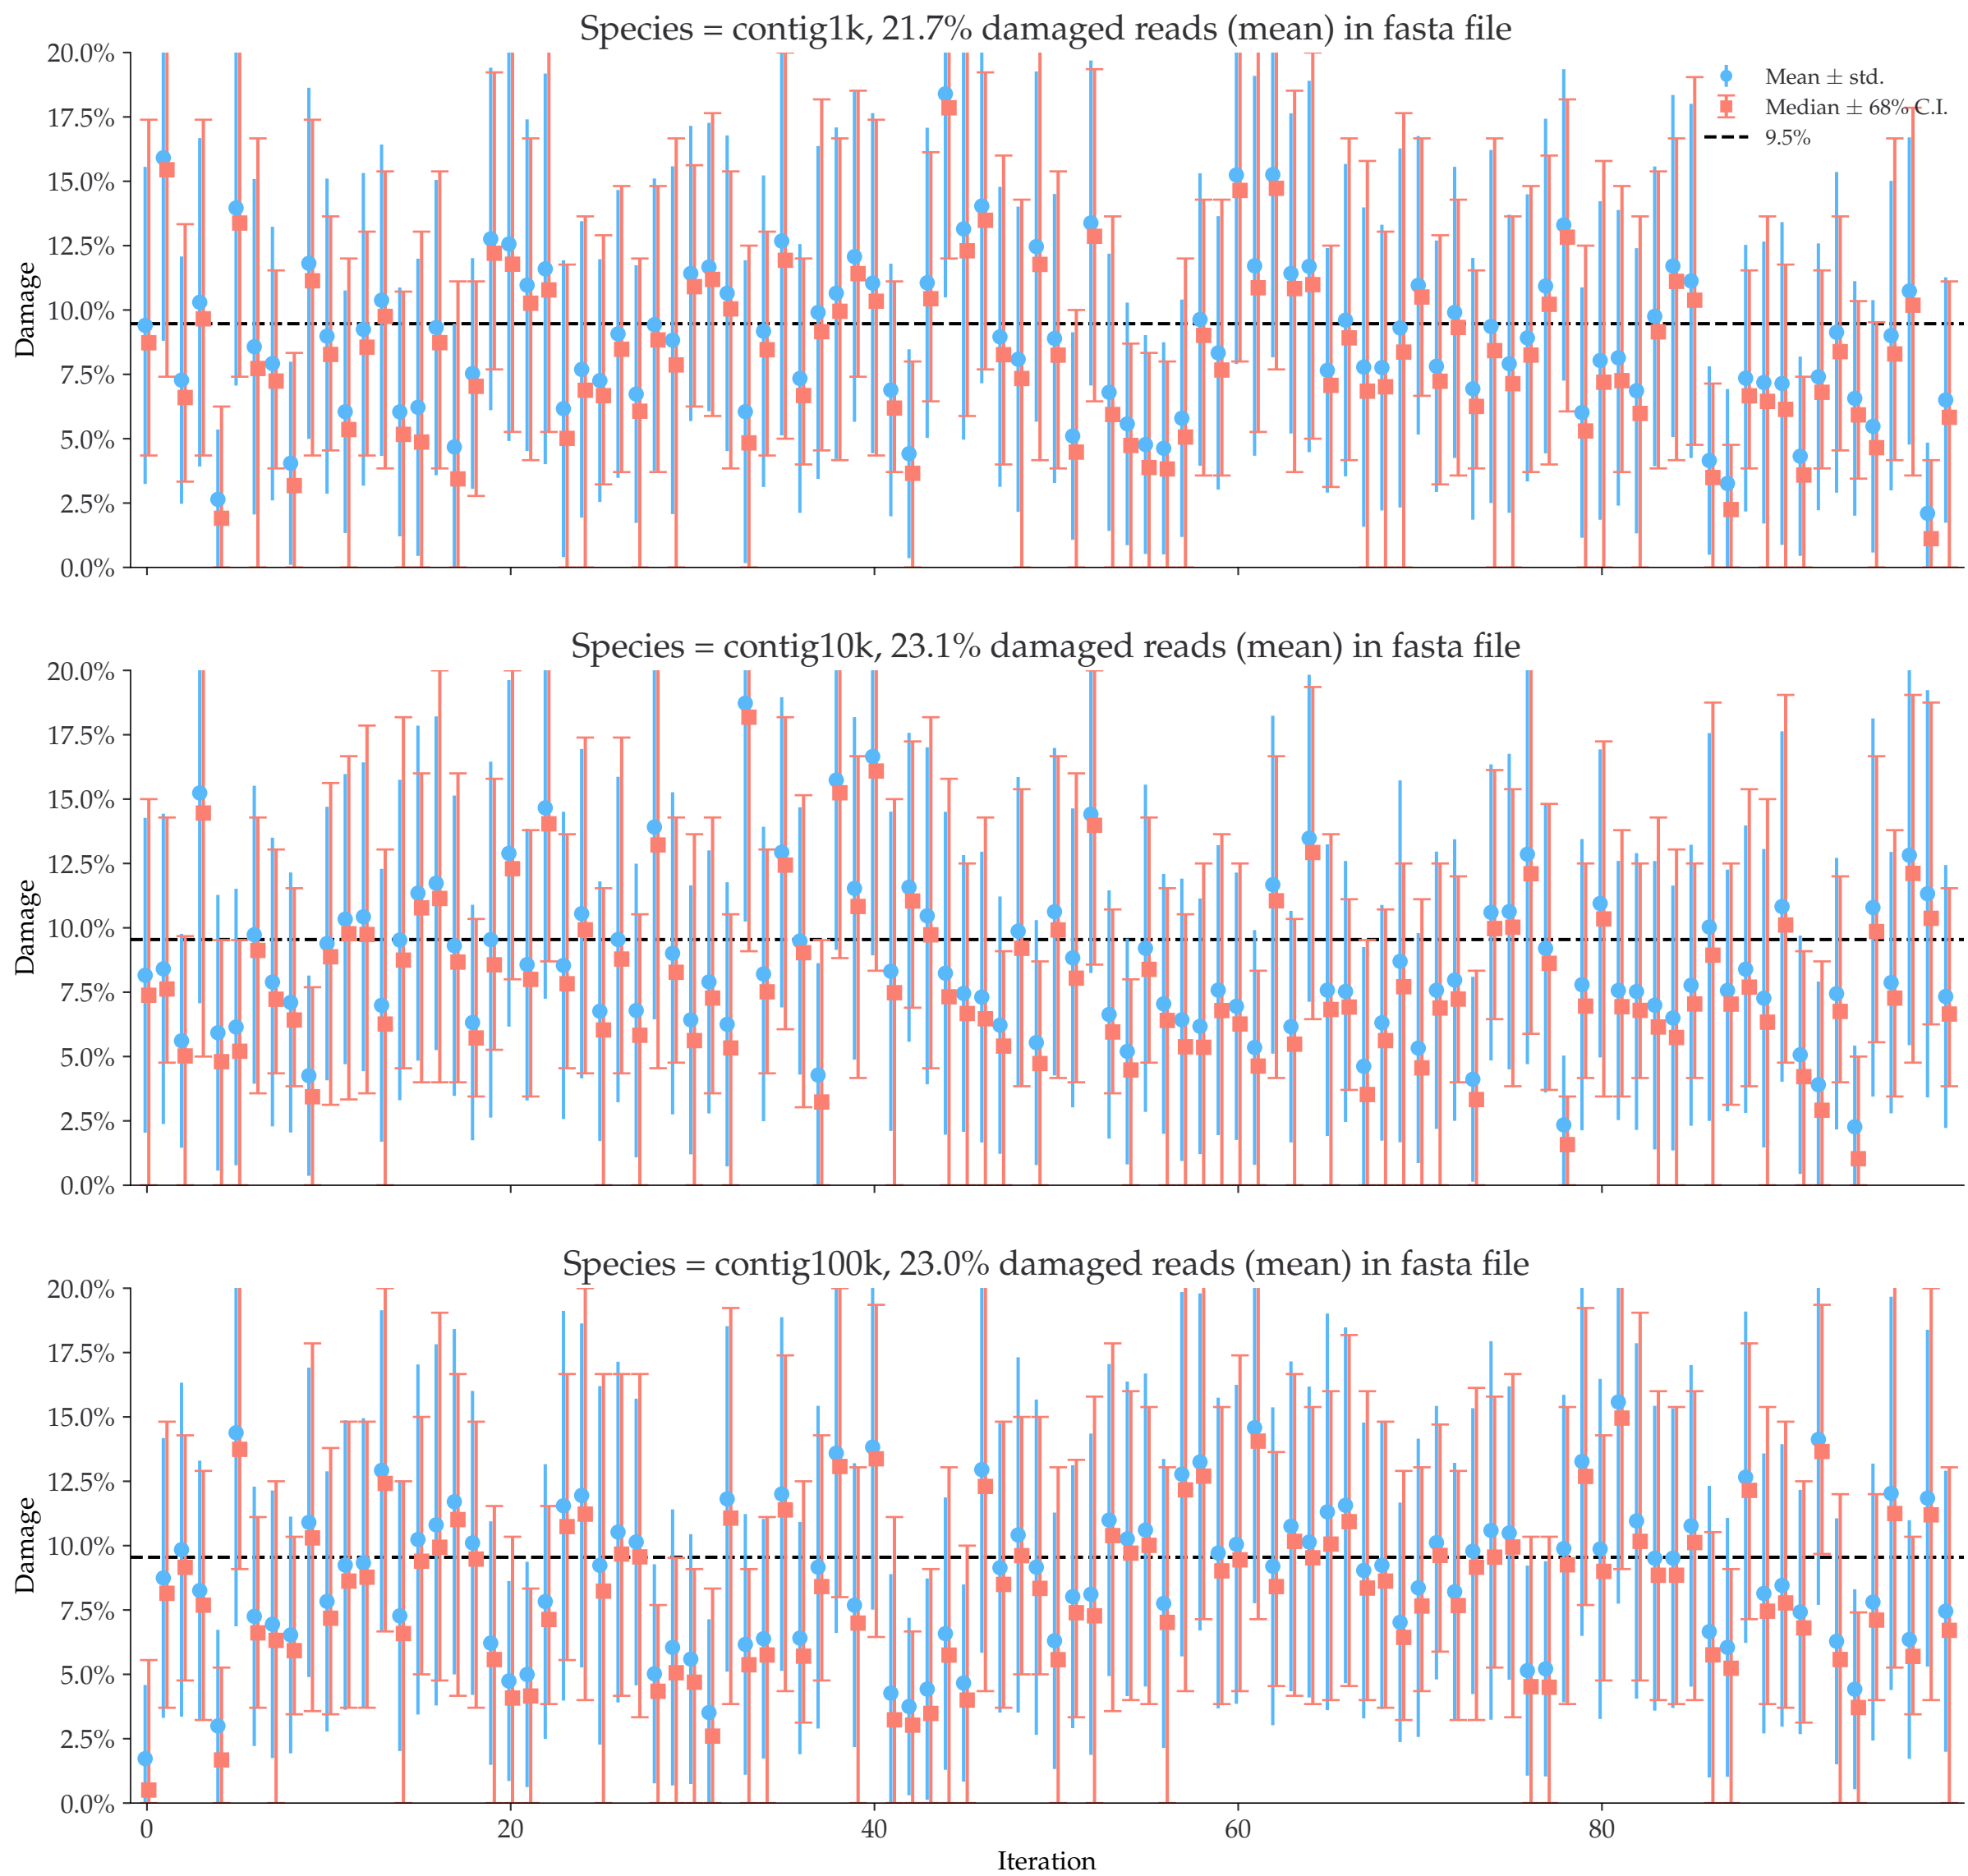 Species = contig1k, 21.7% damaged reads (mean) in fasta file
20.0%
17.5%
15.0%
12.5%
10.0%
7.5%
5.0%
2.5%
0.0%
Damage
Mean ± std.
Median ± 68% C.I.
9.5%
Species = contig10k, 23.1% damaged reads (mean) in fasta file
20.0%
17.5%
15.0%
12.5%
10.0%
7.5%
5.0%
2.5%
0.0%
Damage
Species = contig100k, 23.0% damaged reads (mean) in fasta file
20.0%
17.5%
15.0%
12.5%
10.0%
7.5%
5.0%
2.5%
0.0%
Damage
0 20 40 60 80
Iteration